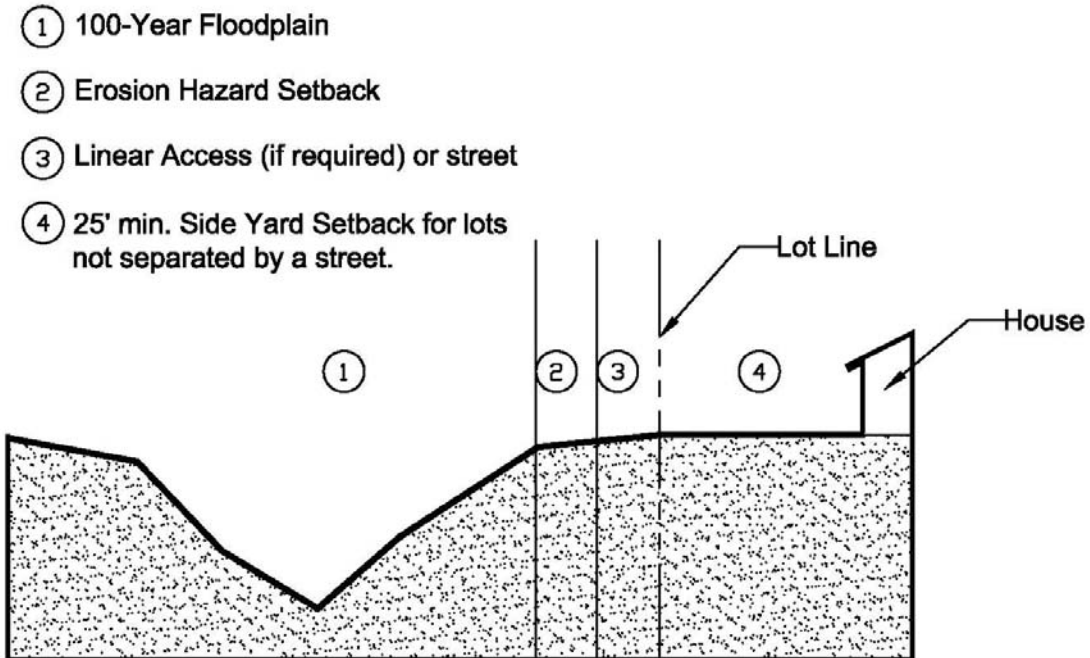 ① 100-Year Floodplain
② Erosion Hazard Setback
③ Linear Access (if required) or street
④ 25' min. Side Yard Setback for lots
not separated by a street.
Lot Line
House
① ② ③ ④